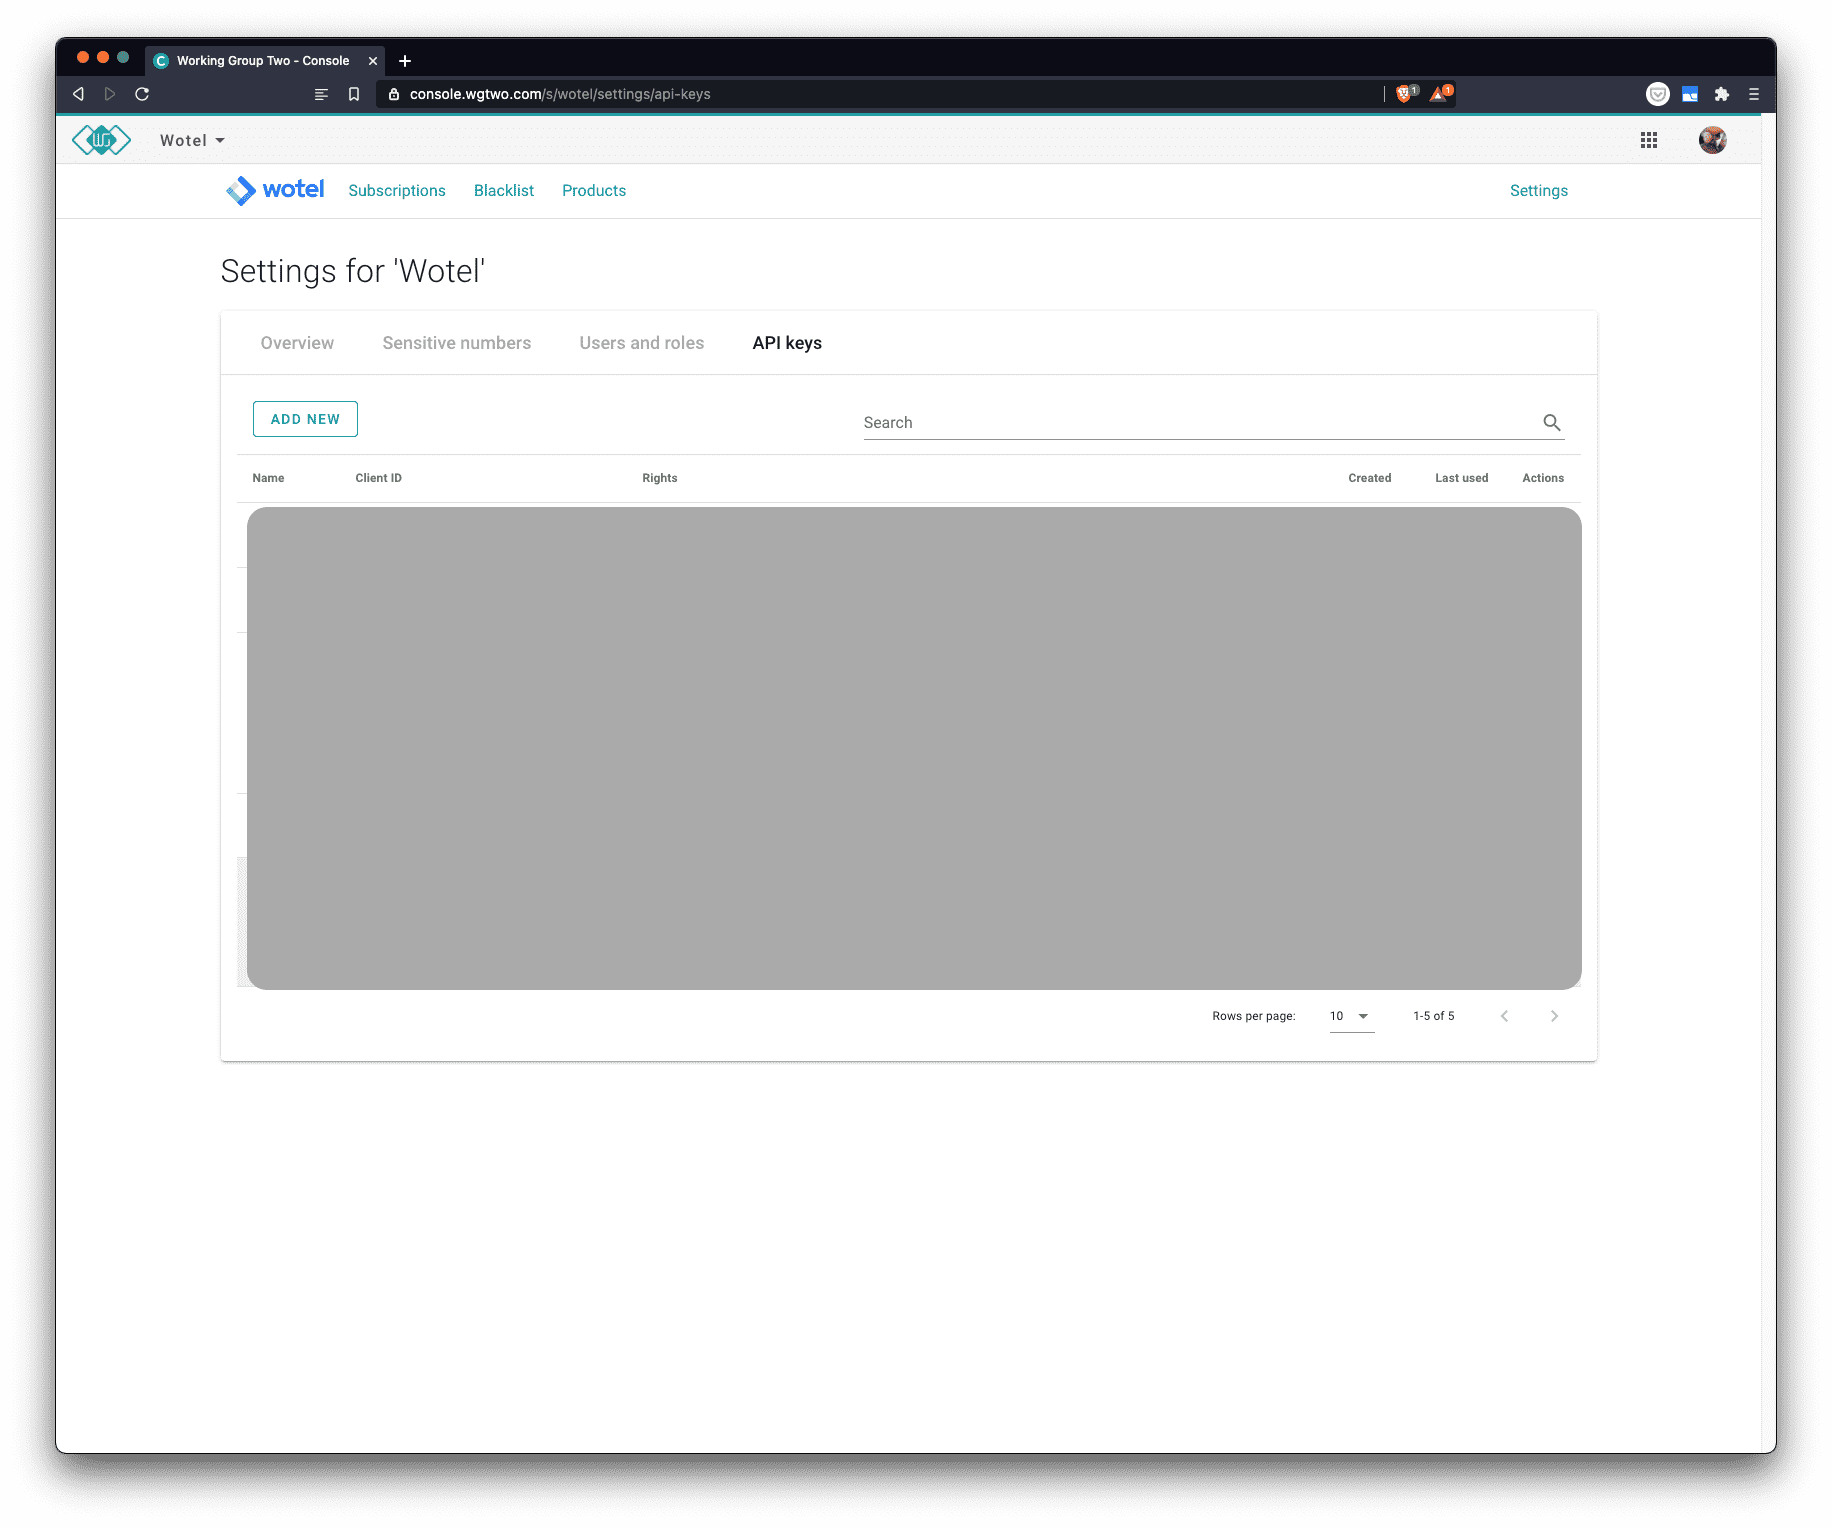 Working Group Two - Console
console.wgtwo.com/s/wotel/settings/api-keys
1
1
Wotel
wotel
Subscriptions
Blacklist
Products
Settings
Settings for 'Wotel'
Overview
Sensitive numbers
Users and roles
API keys
ADD NEW
Search
Name
Client ID
Rights
Created
Last used
Actions
Rows per page:
10
1-5 of 5